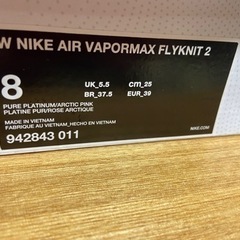 W NIKE AIR VAPORMAX FLYKNIT 2
8
UK_5.5 cm_25
BR_37.5 EUR_39
PURE PLATINUM/ARCTIC PINK
PLATINE PUR/ROSE ARCTIQUE
MADE IN VIETNAM
FABRIQUE AU VIETNAM_HECHO EN VIETNAM
NIKE.COM
942843 011